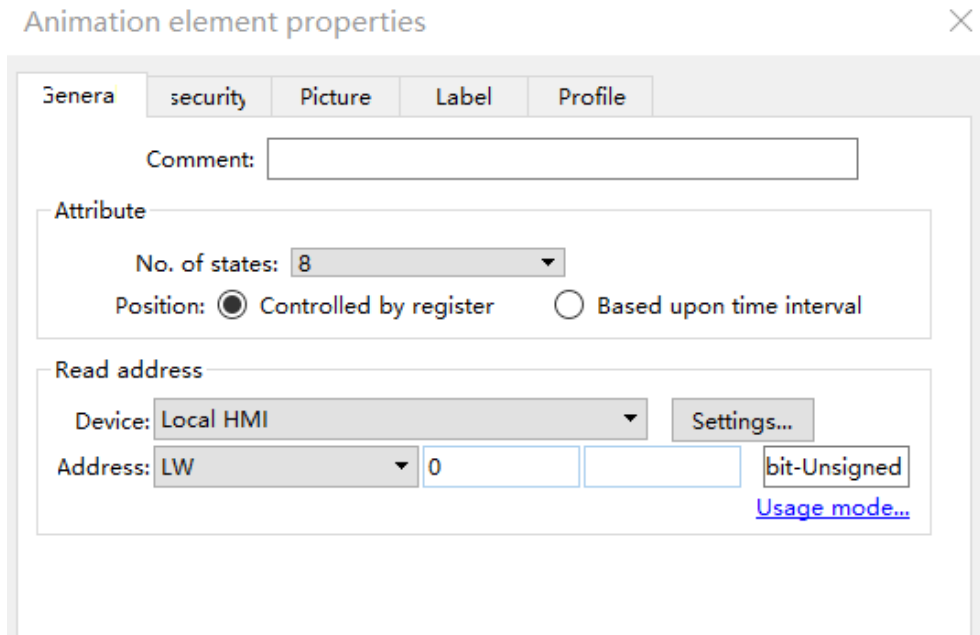 Animation element properties
General security Picture Label Profile
Comment:
Attribute
No. of states: 8
Position: Controlled by register Based upon time interval
Read address
Device: Local HMI Settings...
Address: LW 0 bit-Unsigned
Usage mode...